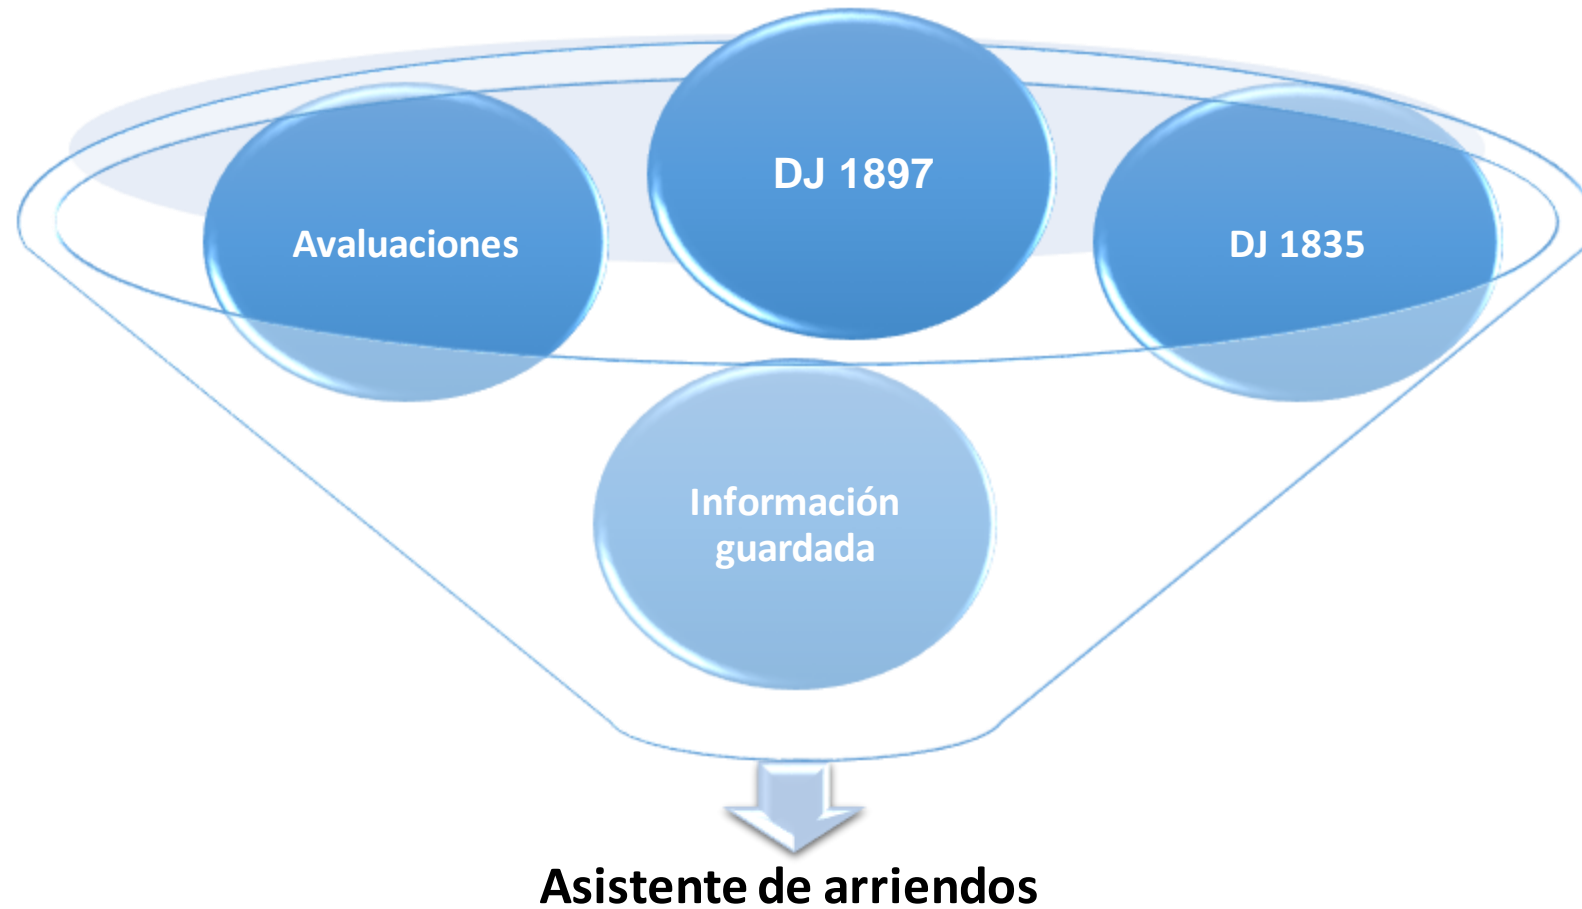 DJ 1897
Avaluaciones
DJ 1835
Información
guardada
Asistente de arriendos